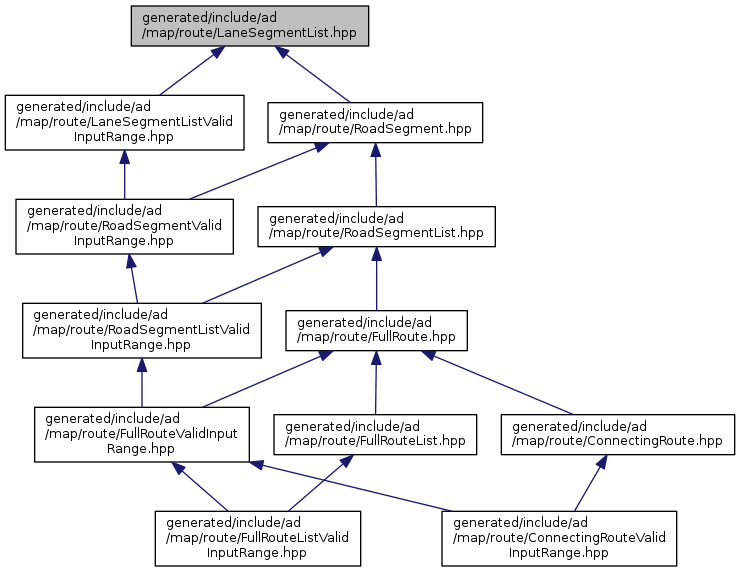 generated/include/ad
/map/route/LaneSegmentList.hpp
generated/include/ad
/map/route/LaneSegmentListValid
InputRange.hpp
generated/include/ad
/map/route/RoadSegment.hpp
generated/include/ad
/map/route/RoadSegmentValid
InputRange.hpp
generated/include/ad
/map/route/RoadSegmentList.hpp
generated/include/ad
/map/route/RoadSegmentListValid
InputRange.hpp
generated/include/ad
/map/route/FullRoute.hpp
generated/include/ad
/map/route/FullRouteValidInput
Range.hpp
generated/include/ad
/map/route/FullRouteList.hpp
generated/include/ad
/map/route/ConnectingRoute.hpp
generated/include/ad
/map/route/FullRouteListValid
InputRange.hpp
generated/include/ad
/map/route/ConnectingRouteValid
InputRange.hpp